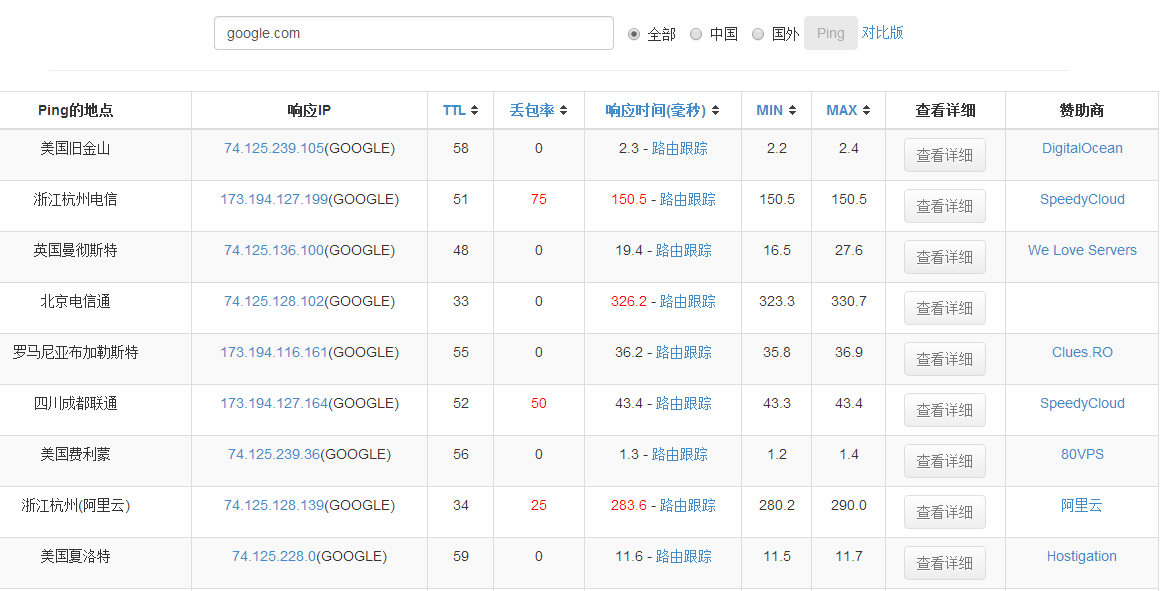 google.com 全部 中国 国外 Ping 对比版
Ping的地点 响应IP TTL 丢包率 响应时间(毫秒) MIN MAX 查看详细 赞助商
美国旧金山 74.125.239.105(GOOGLE) 58 0 2.3 - 路由跟踪 2.2 2.4 查看详细 DigitalOcean
浙江杭州电信 173.194.127.199(GOOGLE) 51 75 150.5 - 路由跟踪 150.5 150.5 查看详细 SpeedyCloud
英国曼彻斯特 74.125.136.100(GOOGLE) 48 0 19.4 - 路由跟踪 16.5 27.6 查看详细 We Love Servers
北京电信通 74.125.128.102(GOOGLE) 33 0 326.2 - 路由跟踪 323.3 330.7 查看详细
罗马尼亚布加勒斯特 173.194.116.161(GOOGLE) 55 0 36.2 - 路由跟踪 35.8 36.9 查看详细 Clues.RO
四川成都联通 173.194.127.164(GOOGLE) 52 50 43.4 - 路由跟踪 43.3 43.4 查看详细 SpeedyCloud
美国费利蒙 74.125.239.36(GOOGLE) 56 0 1.3 - 路由跟踪 1.2 1.4 查看详细 80VPS
浙江杭州(阿里云) 74.125.128.139(GOOGLE) 34 25 283.6 - 路由跟踪 280.2 290.0 查看详细 阿里云
美国夏洛特 74.125.228.0(GOOGLE) 59 0 11.6 - 路由跟踪 11.5 11.7 查看详细 Hostigation